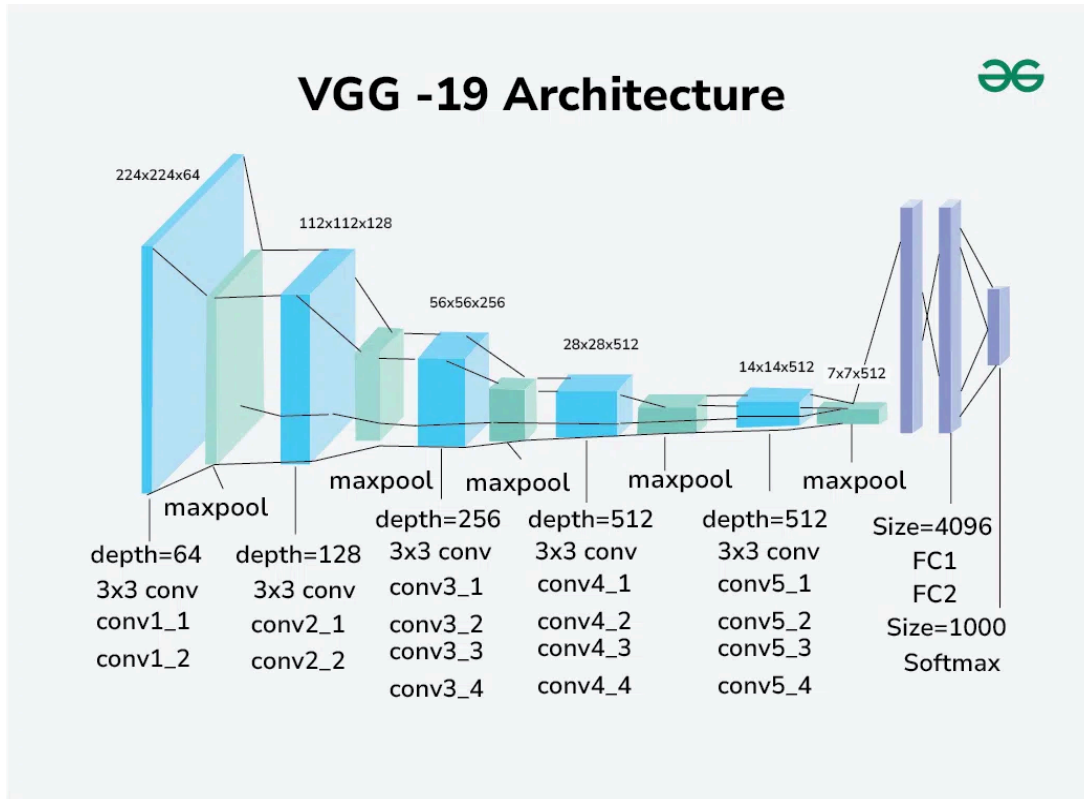 VGG -19 Architecture
224x224x64
112x112x128
56x56x256
28x28x512
14x14x512
7x7x512
maxpool
maxpool
maxpool
maxpool
maxpool
depth=64
3x3 conv
conv1_1
conv1_2
depth=128
3x3 conv
conv2_1
conv2_2
depth=256
3x3 conv
conv3_1
conv3_2
conv3_3
conv3_4
depth=512
3x3 conv
conv4_1
conv4_2
conv4_3
conv4_4
depth=512
3x3 conv
conv5_1
conv5_2
conv5_3
conv5_4
Size=4096
FC1
FC2
Size=1000
Softmax